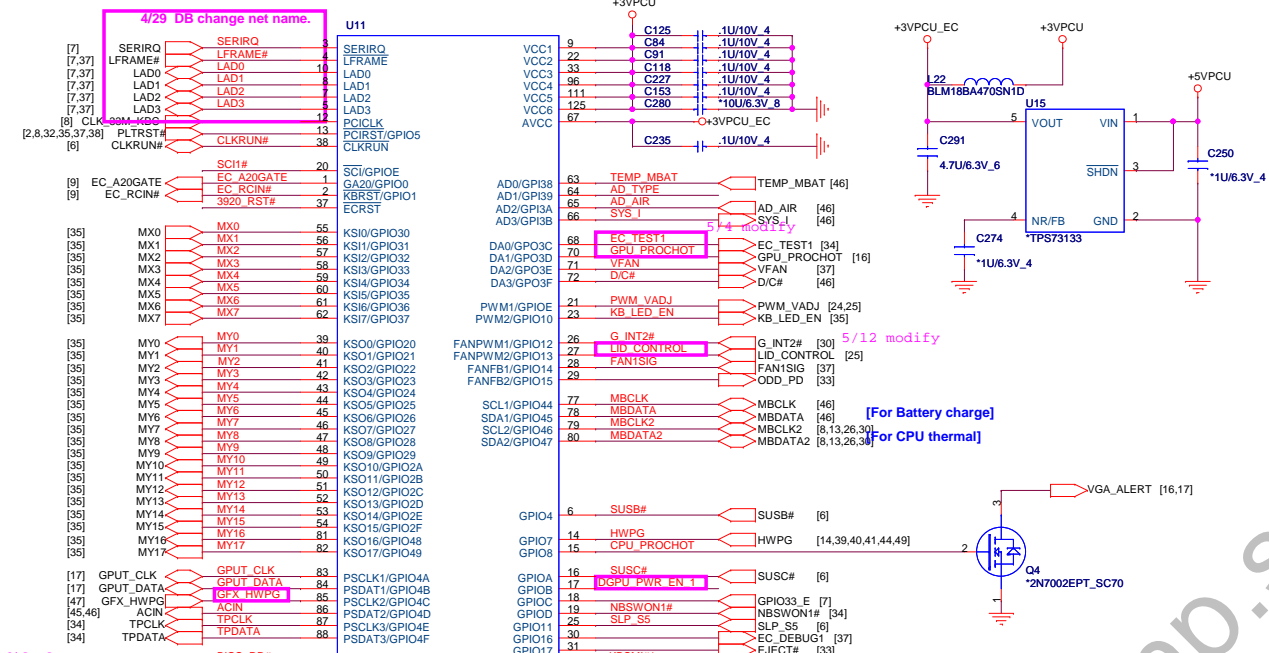 4/29 DB change net name.
U11
+3VPCU
[7] SERIRQ SERIRQ 3 SERIRQ
[7,37] LFRAME# LFRAME# 4 LFRAME
[7,37] LAD0 LAD0 10 LAD0
[7,37] LAD1 LAD1 8 LAD1
[7,37] LAD2 LAD2 7 LAD2
[7,37] LAD3 LAD3 5 LAD3
[8] CLK_33M_KBC 12 PCICLK
[2,8,32,35,37,38] PLTRST# 13 PCIRST/GPIO5
[6] CLKRUN# CLKRUN# 38 CLKRUN
SCI1# 20 SCI/GPIOE
[9] EC_A20GATE EC_A20GATE 1 GA20/GPIO0
[9] EC_RCIN# EC_RCIN# 2 KBRST/GPIO1
3920_RST# 37 ECRST
[35] MX0 MX0 55 KSI0/GPIO30
[35] MX1 MX1 56 KSI1/GPIO31
[35] MX2 MX2 57 KSI2/GPIO32
[35] MX3 MX3 58 KSI3/GPIO33
[35] MX4 MX4 59 KSI4/GPIO34
[35] MX5 MX5 60 KSI5/GPIO35
[35] MX6 MX6 61 KSI6/GPIO36
[35] MX7 MX7 62 KSI7/GPIO37
[35] MY0 MY0 39 KSO0/GPIO20
[35] MY1 MY1 40 KSO1/GPIO21
[35] MY2 MY2 41 KSO2/GPIO22
[35] MY3 MY3 42 KSO3/GPIO23
[35] MY4 MY4 43 KSO4/GPIO24
[35] MY5 MY5 44 KSO5/GPIO25
[35] MY6 MY6 45 KSO6/GPIO26
[35] MY7 MY7 46 KSO7/GPIO27
[35] MY8 MY8 47 KSO8/GPIO28
[35] MY9 MY9 48 KSO9/GPIO29
[35] MY10 MY10 49 KSO10/GPIO2A
[35] MY11 MY11 50 KSO11/GPIO2B
[35] MY12 MY12 51 KSO12/GPIO2C
[35] MY13 MY13 52 KSO13/GPIO2D
[35] MY14 MY14 53 KSO14/GPIO2E
[35] MY15 MY15 54 KSO15/GPIO2F
[35] MY16 MY16 81 KSO16/GPIO48
[35] MY17 MY17 82 KSO17/GPIO49
[17] GPUT_CLK GPUT_CLK 83 PSCLK1/GPIO4A
[17] GPUT_DATA GPUT_DATA 84 PSDAT1/GPIO4B
[47] GFX_HWPG GFX_HWPG 85 PSCLK2/GPIO4C
[45,46] ACIN ACIN 86 PSDAT2/GPIO4D
[34] TPCLK TPCLK 87 PSCLK3/GPIO4E
[34] TPDATA TPDATA 88 PSDAT3/GPIO4F
VCC1 9 C125 .1U/10V_4
VCC2 22 C84 .1U/10V_4
VCC3 33 C91 .1U/10V_4
VCC4 96 C118 .1U/10V_4
VCC5 111 C227 .1U/10V_4
VCC6 125 C153 .1U/10V_4
C280 *10U/6.3V_8
AVCC 67 +3VPCU_EC
C235 .1U/10V_4
AD0/GPI38 63 TEMP_MBAT TEMP_MBAT [46]
AD1/GPI39 64 AD_TYPE
AD2/GPI3A 65 AD_AIR AD_AIR [46]
AD3/GPI3B 66 SYS_I SYS_I [46]
5/4 modify
DA0/GPO3C 68 EC_TEST1 EC_TEST1 [34]
DA1/GPO3D 70 GPU_PROCHOT GPU_PROCHOT [16]
DA2/GPO3E 71 VFAN VFAN [37]
DA3/GPO3F 72 D/C# D/C# [46]
PWM1/GPIOE 21 PWM_VADJ PWM_VADJ [24,25]
PWM2/GPIO10 23 KB_LED_EN KB_LED_EN [35]
5/12 modify
FANPWM1/GPIO12 26 G_INT2# G_INT2# [30]
FANPWM2/GPIO13 27 LID_CONTROL LID_CONTROL [25]
FANFB1/GPIO14 28 FAN1SIG FAN1SIG [37]
FANFB2/GPIO15 29 ODD_PD [33]
SCL1/GPIO44 77 MBCLK MBCLK [46]
SDA1/GPIO45 78 MBDATA MBDATA [46]
SCL2/GPIO46 79 MBCLK2 MBCLK2 [8,13,26,30]
SDA2/GPIO47 80 MBDATA2 MBDATA2 [8,13,26,30]
[For Battery charge]
[For CPU thermal]
GPIO4 6 SUSB# SUSB# [6]
GPIO7 14 HWPG HWPG [14,39,40,41,44,49]
GPIO8 15 CPU_PROCHOT
GPIOA 16 SUSC# SUSC# [6]
GPIOB 17 DGPU_PWR_EN_1
GPIOC 18 GPIO33_E [7]
GPIOD 19 NBSWON1# NBSWON1# [34]
GPIO11 25 SLP_S5 SLP_S5 [6]
GPIO16 30 EC_DEBUG1 [37]
GPIO17 31 EJECT# [33]
+3VPCU_EC
+3VPCU
L22
BLM18BA470SN1D
+5VPCU
U15
5 VOUT VIN 1
SHDN 3
4 NR/FB GND 2
*TPS73133
C291
4.7U/6.3V_6
C250
*1U/6.3V_4
C274
*1U/6.3V_4
VGA_ALERT [16,17]
3
2
1
Q4
*2N7002EPT_SC70